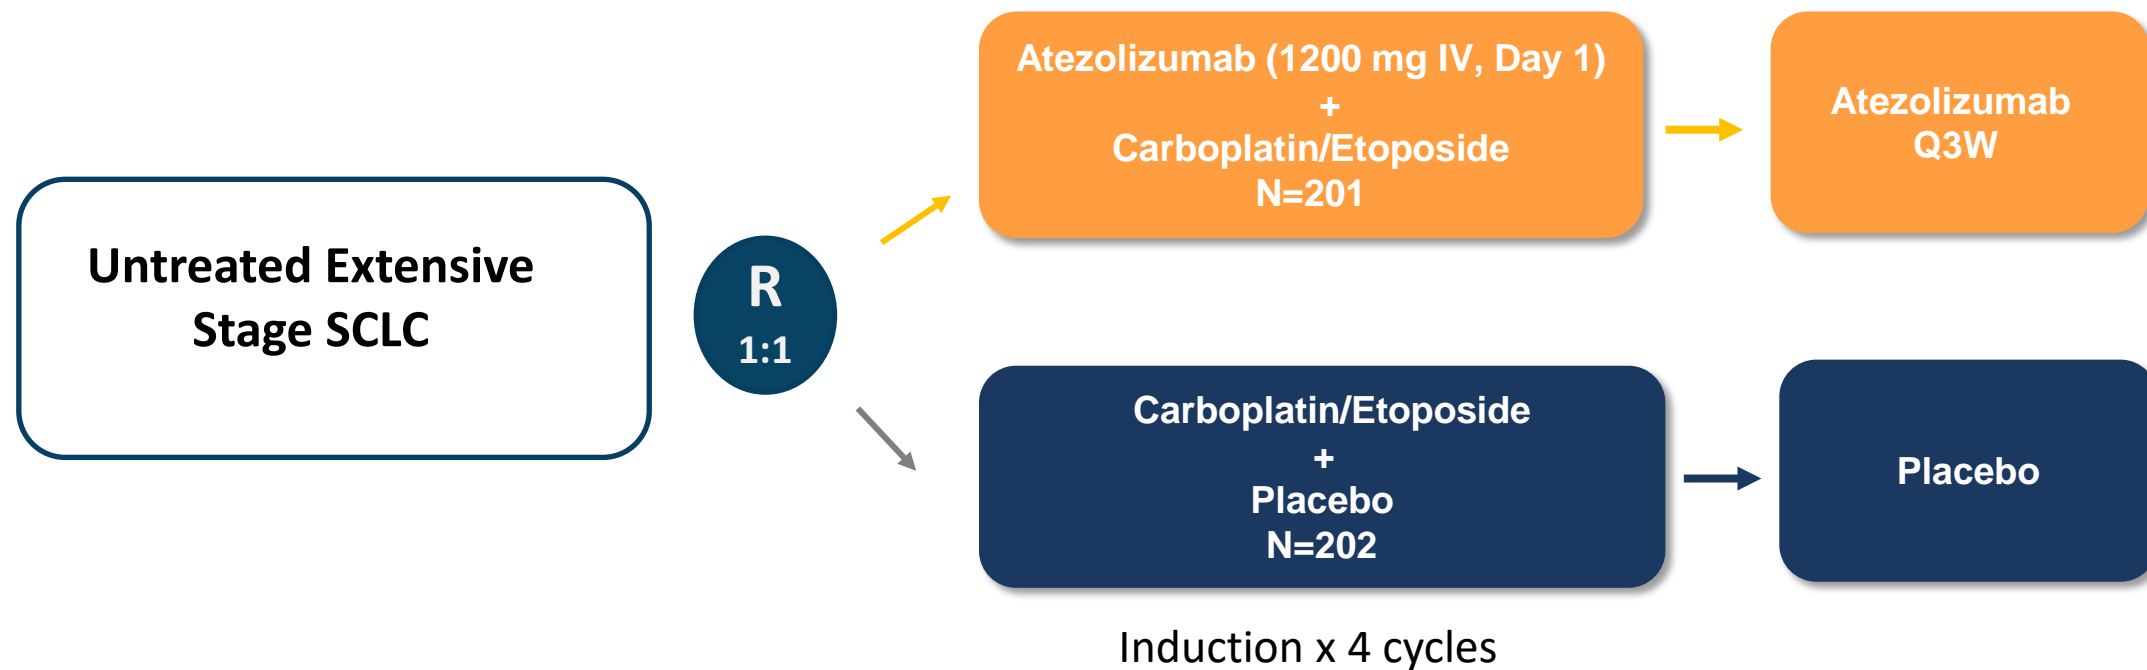 Untreated Extensive
Stage SCLC
R
1:1
Atezolizumab (1200 mg IV, Day 1)
+
Carboplatin/Etoposide
N=201
Atezolizumab
Q3W
Carboplatin/Etoposide
+
Placebo
N=202
Placebo
Induction x 4 cycles